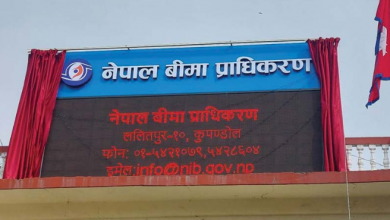 नेपाल बीमा प्राधिकरण
नेपाल बीमा प्राधिकरण
ललितपुर-१०, कुपण्डोल
फोन: ०१-५४२१०७९,५४२८६०४
इमेल info@nib.gov.np